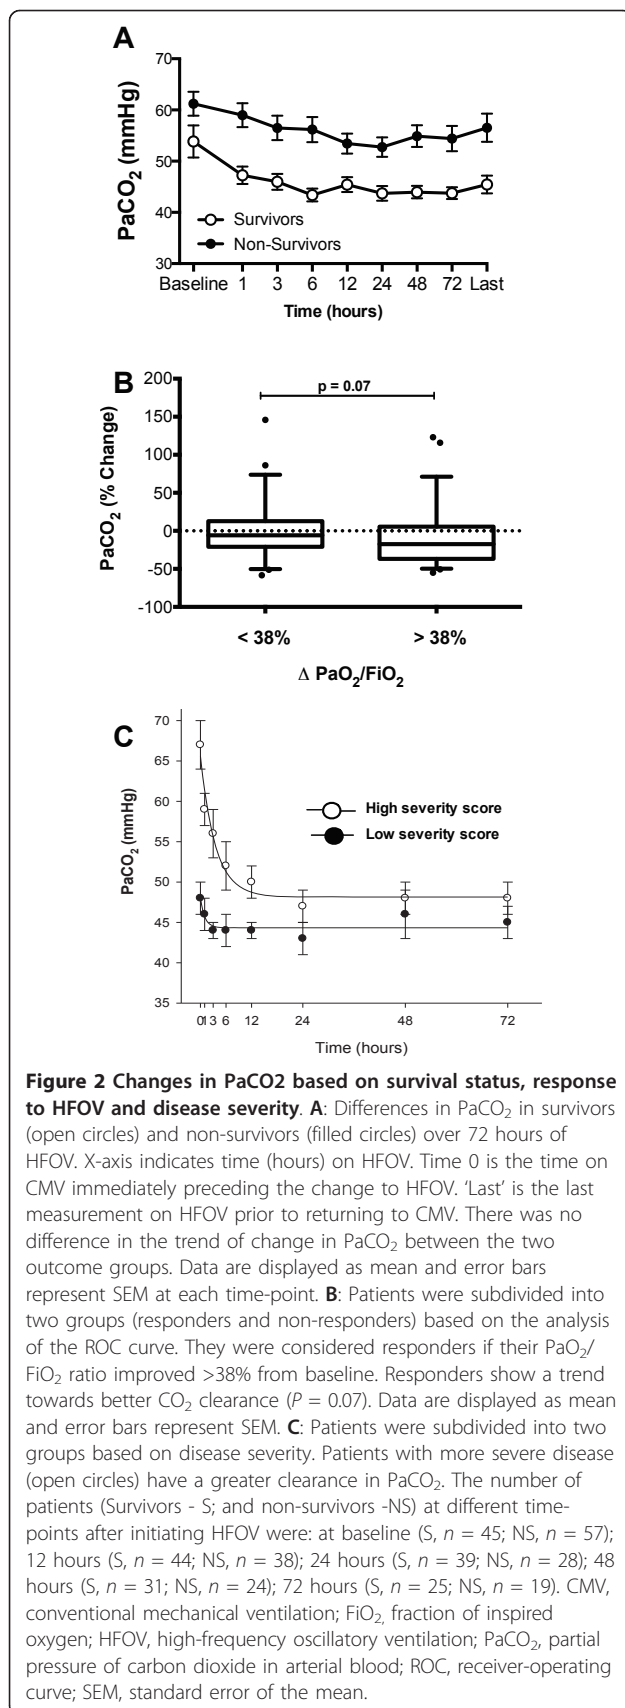 A
70
60
50
40
30
PaCO2 (mmHg)
Survivors
Non-Survivors
Baseline 1 3 6 12 24 48 72 Last
Time (hours)
B
p = 0.07
200
150
100
50
0
-50
-100
PaCO2 (% Change)
< 38% > 38%
Δ PaO2/FiO2
C
70
65
60
55
50
45
40
35
PaCO2 (mmHg)
High severity score
Low severity score
0 1 3 6 12 24 48 72
Time (hours)
Figure 2 Changes in PaCO2 based on survival status, response
to HFOV and disease severity. A: Differences in PaCO2 in survivors
(open circles) and non-survivors (filled circles) over 72 hours of
HFOV. X-axis indicates time (hours) on HFOV. Time 0 is the time on
CMV immediately preceding the change to HFOV. ‘Last’ is the last
measurement on HFOV prior to returning to CMV. There was no
difference in the trend of change in PaCO2 between the two
outcome groups. Data are displayed as mean and error bars
represent SEM at each time-point. B: Patients were subdivided into
two groups (responders and non-responders) based on the analysis
of the ROC curve. They were considered responders if their PaO2/
FiO2 ratio improved >38% from baseline. Responders show a trend
towards better CO2 clearance (P = 0.07). Data are displayed as mean
and error bars represent SEM. C: Patients were subdivided into two
groups based on disease severity. Patients with more severe disease
(open circles) have a greater clearance in PaCO2. The number of
patients (Survivors - S; and non-survivors -NS) at different time-
points after initiating HFOV were: at baseline (S, n = 45; NS, n = 57);
12 hours (S, n = 44; NS, n = 38); 24 hours (S, n = 39; NS, n = 28); 48
hours (S, n = 31; NS, n = 24); 72 hours (S, n = 25; NS, n = 19). CMV,
conventional mechanical ventilation; FiO2, fraction of inspired
oxygen; HFOV, high-frequency oscillatory ventilation; PaCO2, partial
pressure of carbon dioxide in arterial blood; ROC, receiver-operating
curve; SEM, standard error of the mean.